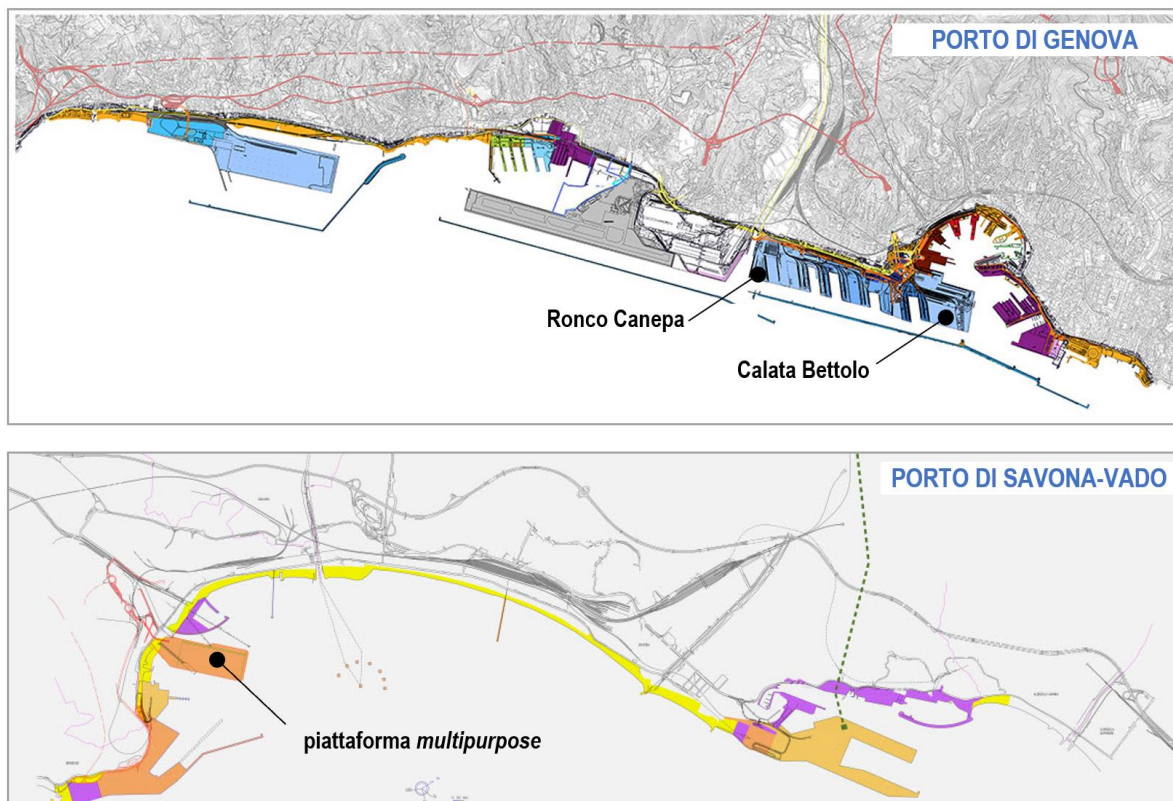 PORTO DI GENOVA
Ronco Canepa
Calata Bettolo
PORTO DI SAVONA-VADO
piattaforma multipurpose